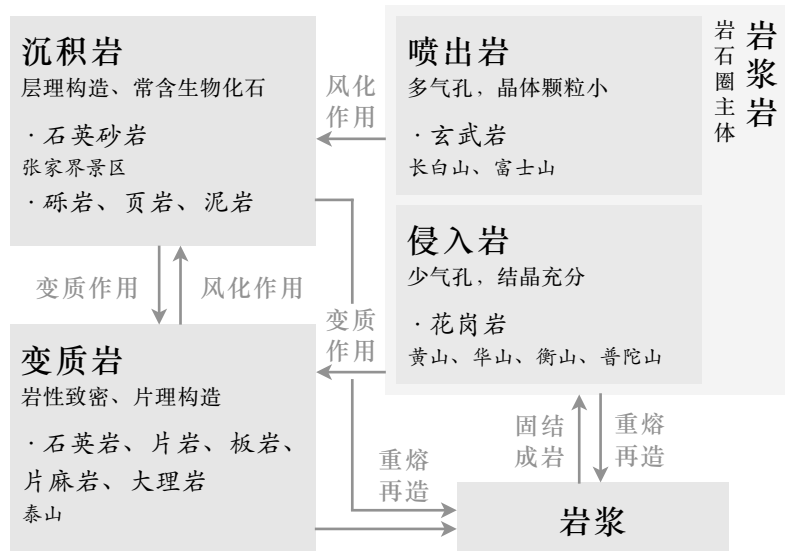 沉积岩
层理构造、常含生物化石
·石英砂岩
张家界景区
·砾岩、页岩、泥岩
风化
作用
喷出岩
多气孔，晶体颗粒小
·玄武岩
长白山、富士山
侵入岩
少气孔，结晶充分
·花岗岩
黄山、华山、衡山、普陀山
岩浆岩
岩石圈主体
变质作用
风化作用
变质
作用
变质岩
岩性致密、片理构造
·石英岩、片岩、板岩、
片麻岩、大理岩
泰山
重熔
再造
固结
成岩
重熔
再造
岩浆